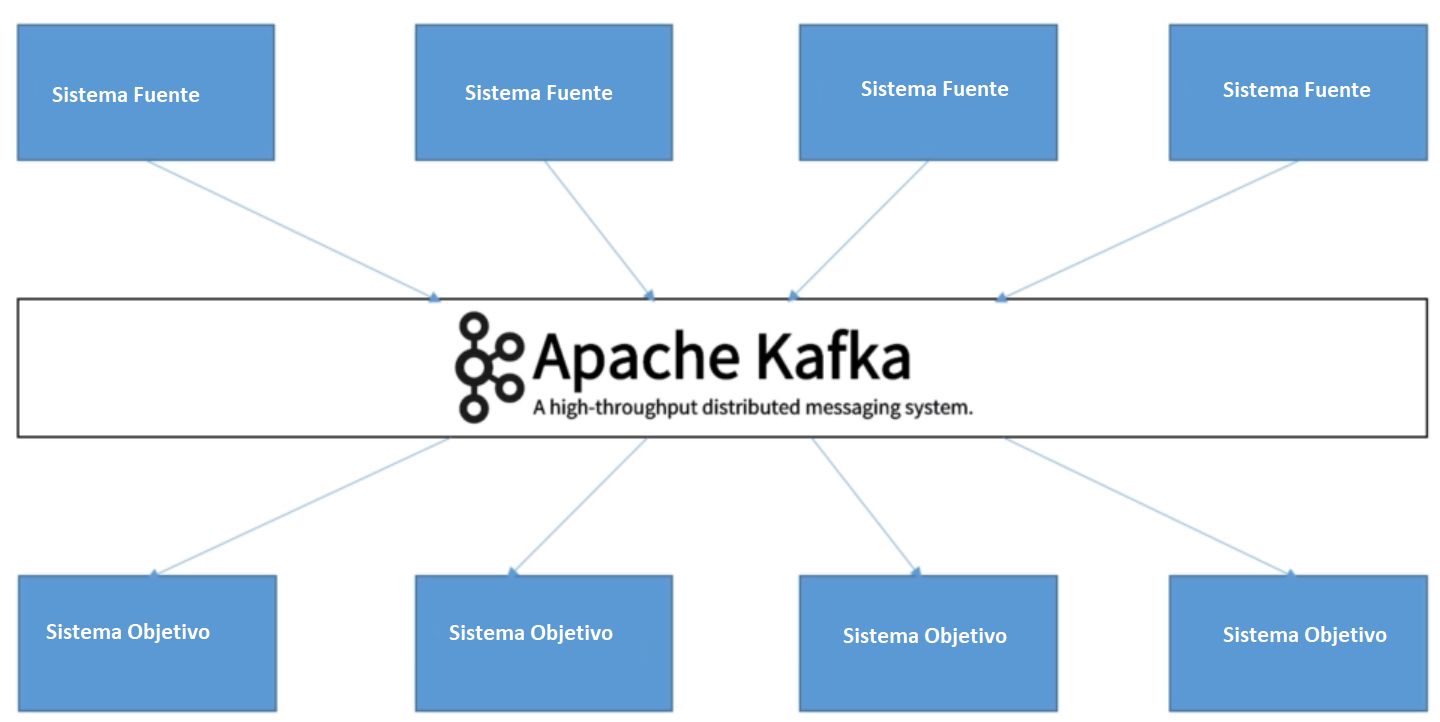 Sistema Fuente
Sistema Fuente
Sistema Fuente
Sistema Fuente
Apache Kafka
A high-throughput distributed messaging system.
Sistema Objetivo
Sistema Objetivo
Sistema Objetivo
Sistema Objetivo